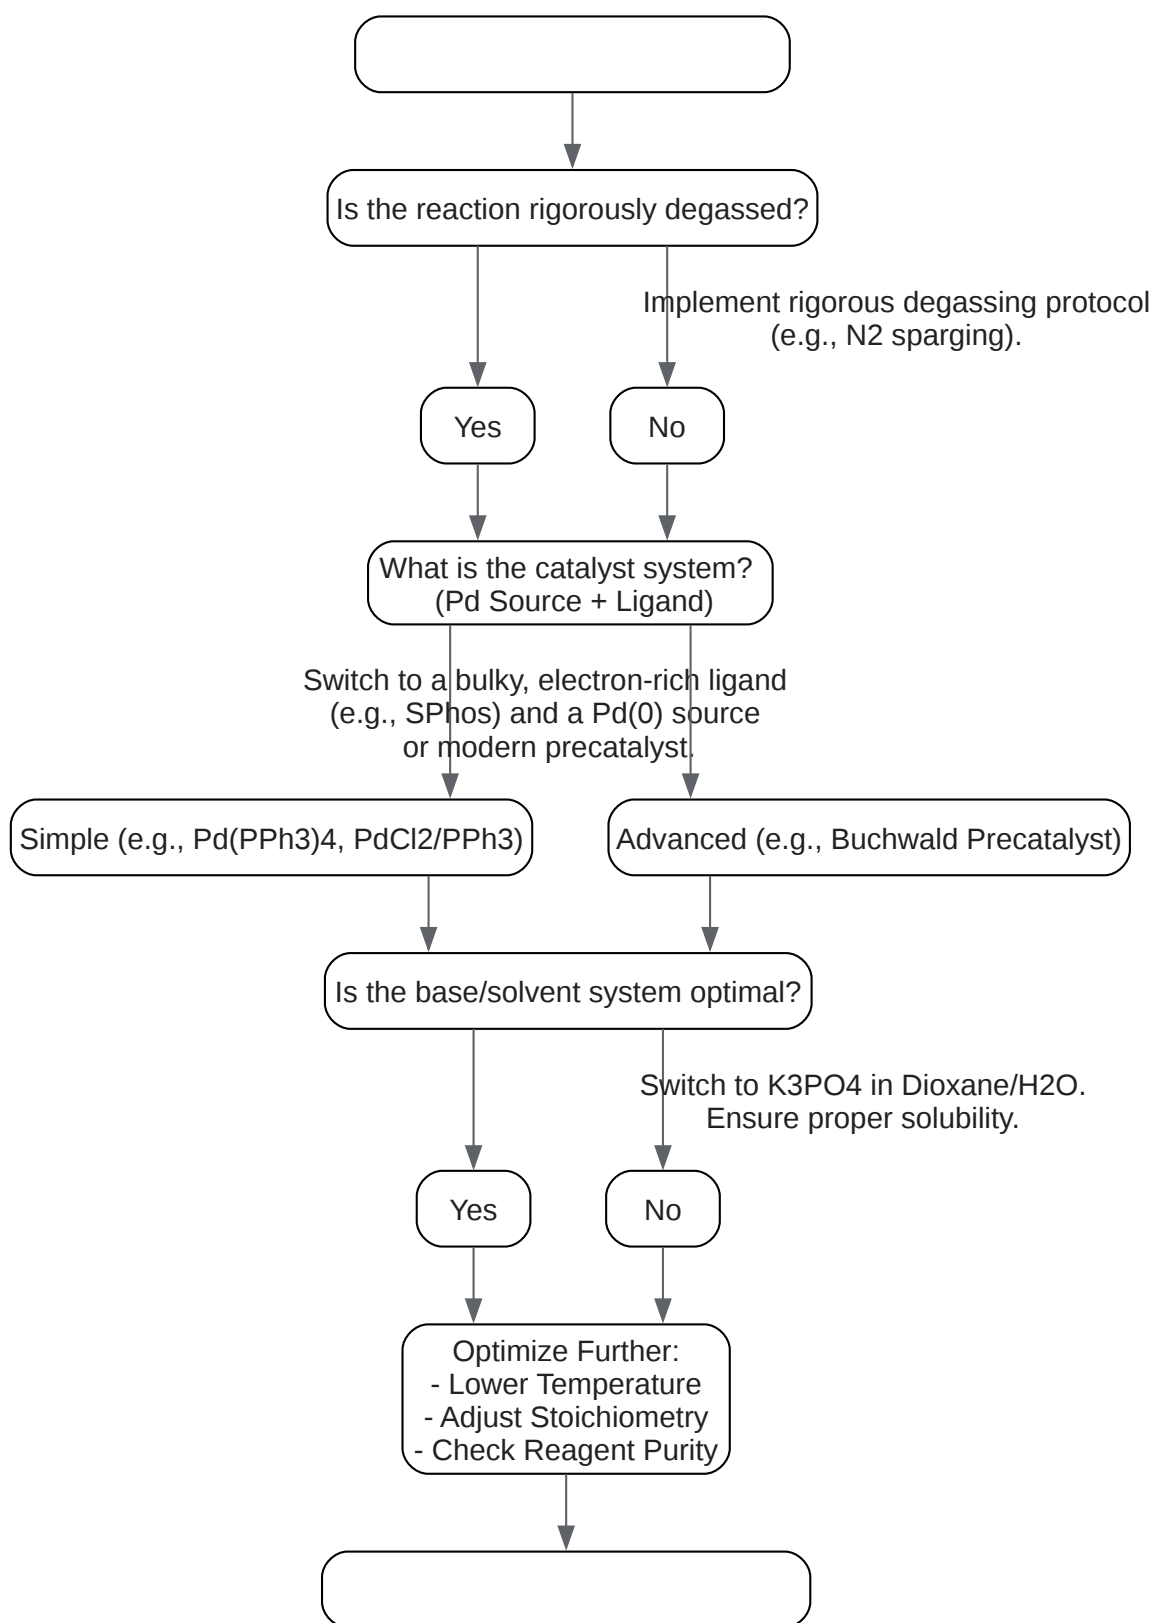 Is the reaction rigorously degassed?
Implement rigorous degassing protocol
(e.g., N2 sparging).
Yes
No
What is the catalyst system?
(Pd Source + Ligand)
Switch to a bulky, electron-rich ligand
(e.g., SPhos) and a Pd(0) source
or modern precatalyst.
Simple (e.g., Pd(PPh3)4, PdCl2/PPh3)
Advanced (e.g., Buchwald Precatalyst)
Is the base/solvent system optimal?
Switch to K3PO4 in Dioxane/H2O.
Ensure proper solubility.
Yes
No
Optimize Further:
- Lower Temperature
- Adjust Stoichiometry
- Check Reagent Purity